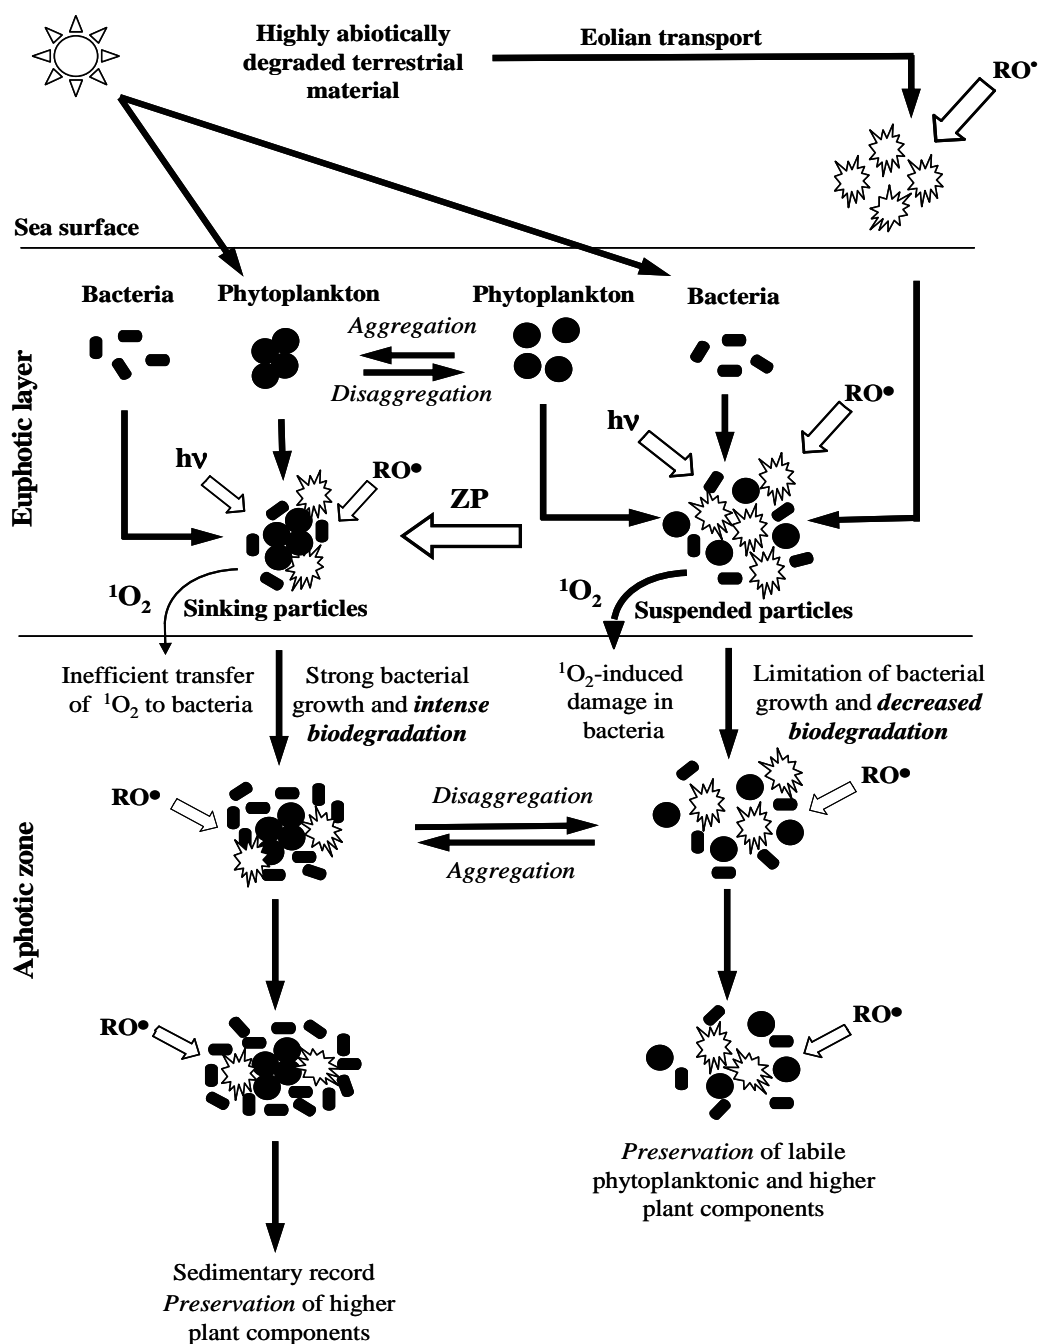 Highly abiotically
degraded terrestrial
material
Eolian transport
RO•
Sea surface
Euphotic layer
Bacteria
Phytoplankton
Phytoplankton
Bacteria
Aggregation
Disaggregation
hν
RO•
ZP
hν
RO•
¹O₂
Sinking particles
¹O₂
Suspended particles
Inefficient transfer
of ¹O₂ to bacteria
Strong bacterial
growth and intense
biodegradation
¹O₂-induced
damage in
bacteria
Limitation of bacterial
growth and decreased
biodegradation
Aphotic zone
RO•
Disaggregation
Aggregation
RO•
RO•
RO•
Preservation of labile
phytoplanktonic and higher
plant components
Sedimentary record
Preservation of higher
plant components